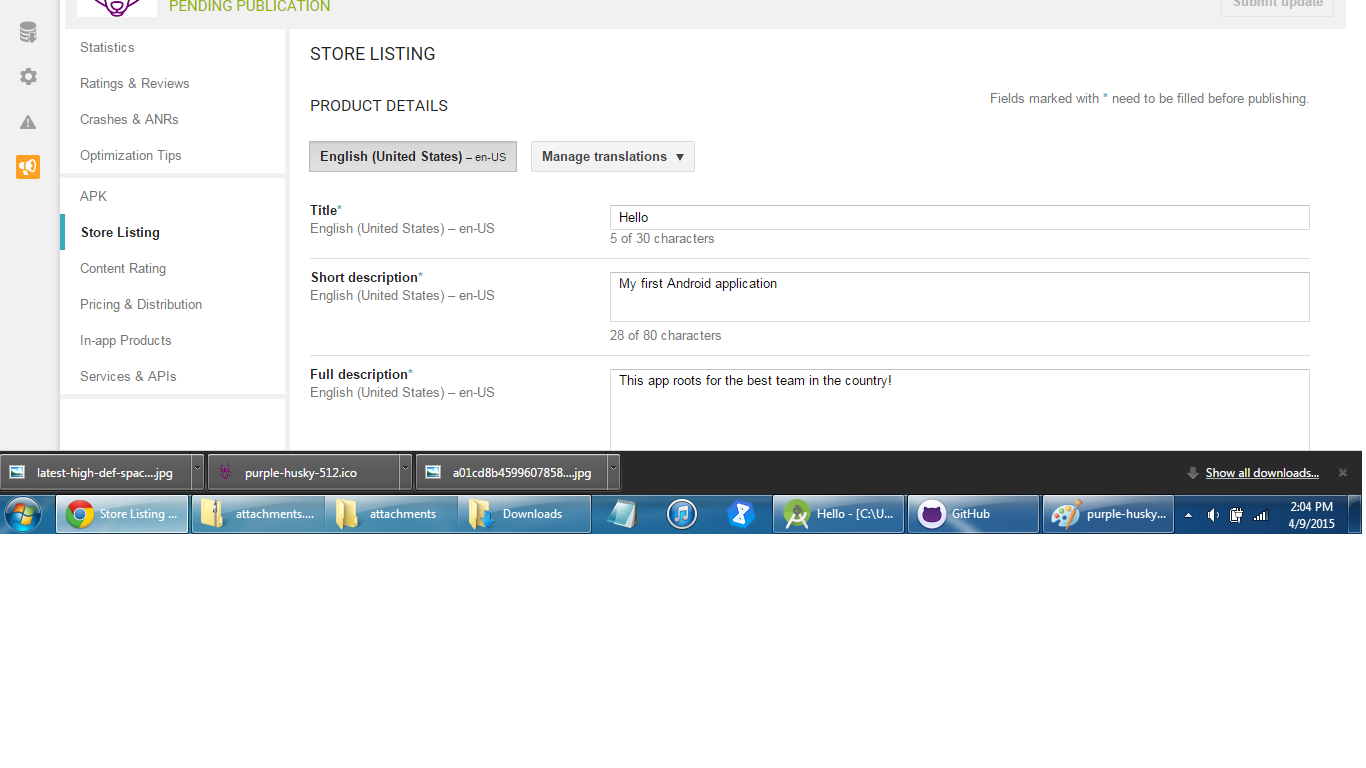 PENDING PUBLICATION
Submit update
Statistics
Ratings & Reviews
Crashes & ANRs
Optimization Tips
APK
Store Listing
Content Rating
Pricing & Distribution
In-app Products
Services & APIs
STORE LISTING
PRODUCT DETAILS
Fields marked with * need to be filled before publishing.
English (United States) – en-US
Manage translations
Title*
English (United States) – en-US
Hello
5 of 30 characters
Short description*
English (United States) – en-US
My first Android application
28 of 80 characters
Full description*
English (United States) – en-US
This app roots for the best team in the country!
latest-high-def-spac....jpg
purple-husky-512.ico
a01cd8b4599607858....jpg
Show all downloads...
Store Listing ...
attachments....
attachments
Downloads
Hello - [C:\U...
GitHub
purple-husky...
2:04 PM
4/9/2015